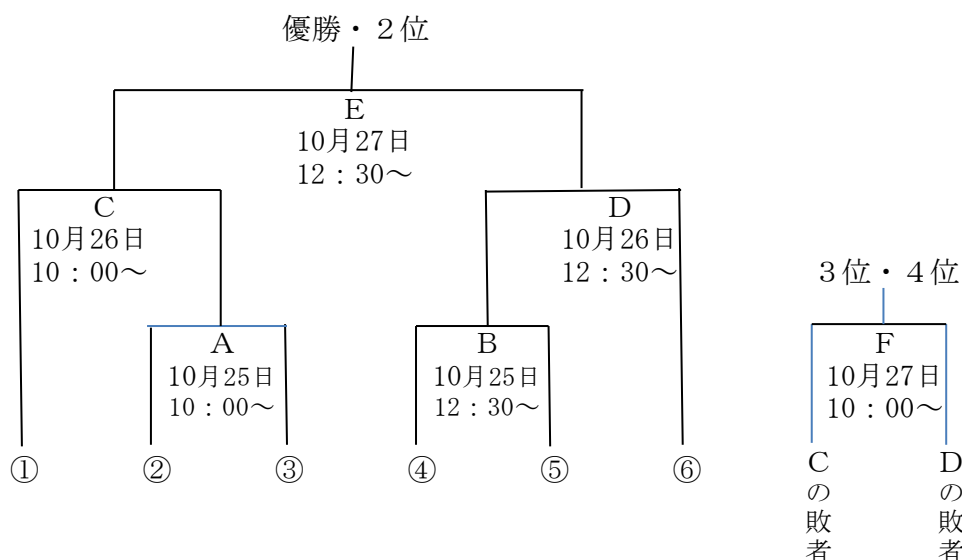 優勝・２位
E
10月27日
12：30～
C
10月26日
10：00～
D
10月26日
12：30～
A
10月25日
10：00～
B
10月25日
12：30～
①
②
③
④
⑤
⑥
３位・４位
F
10月27日
10：00～
Cの敗者
Dの敗者